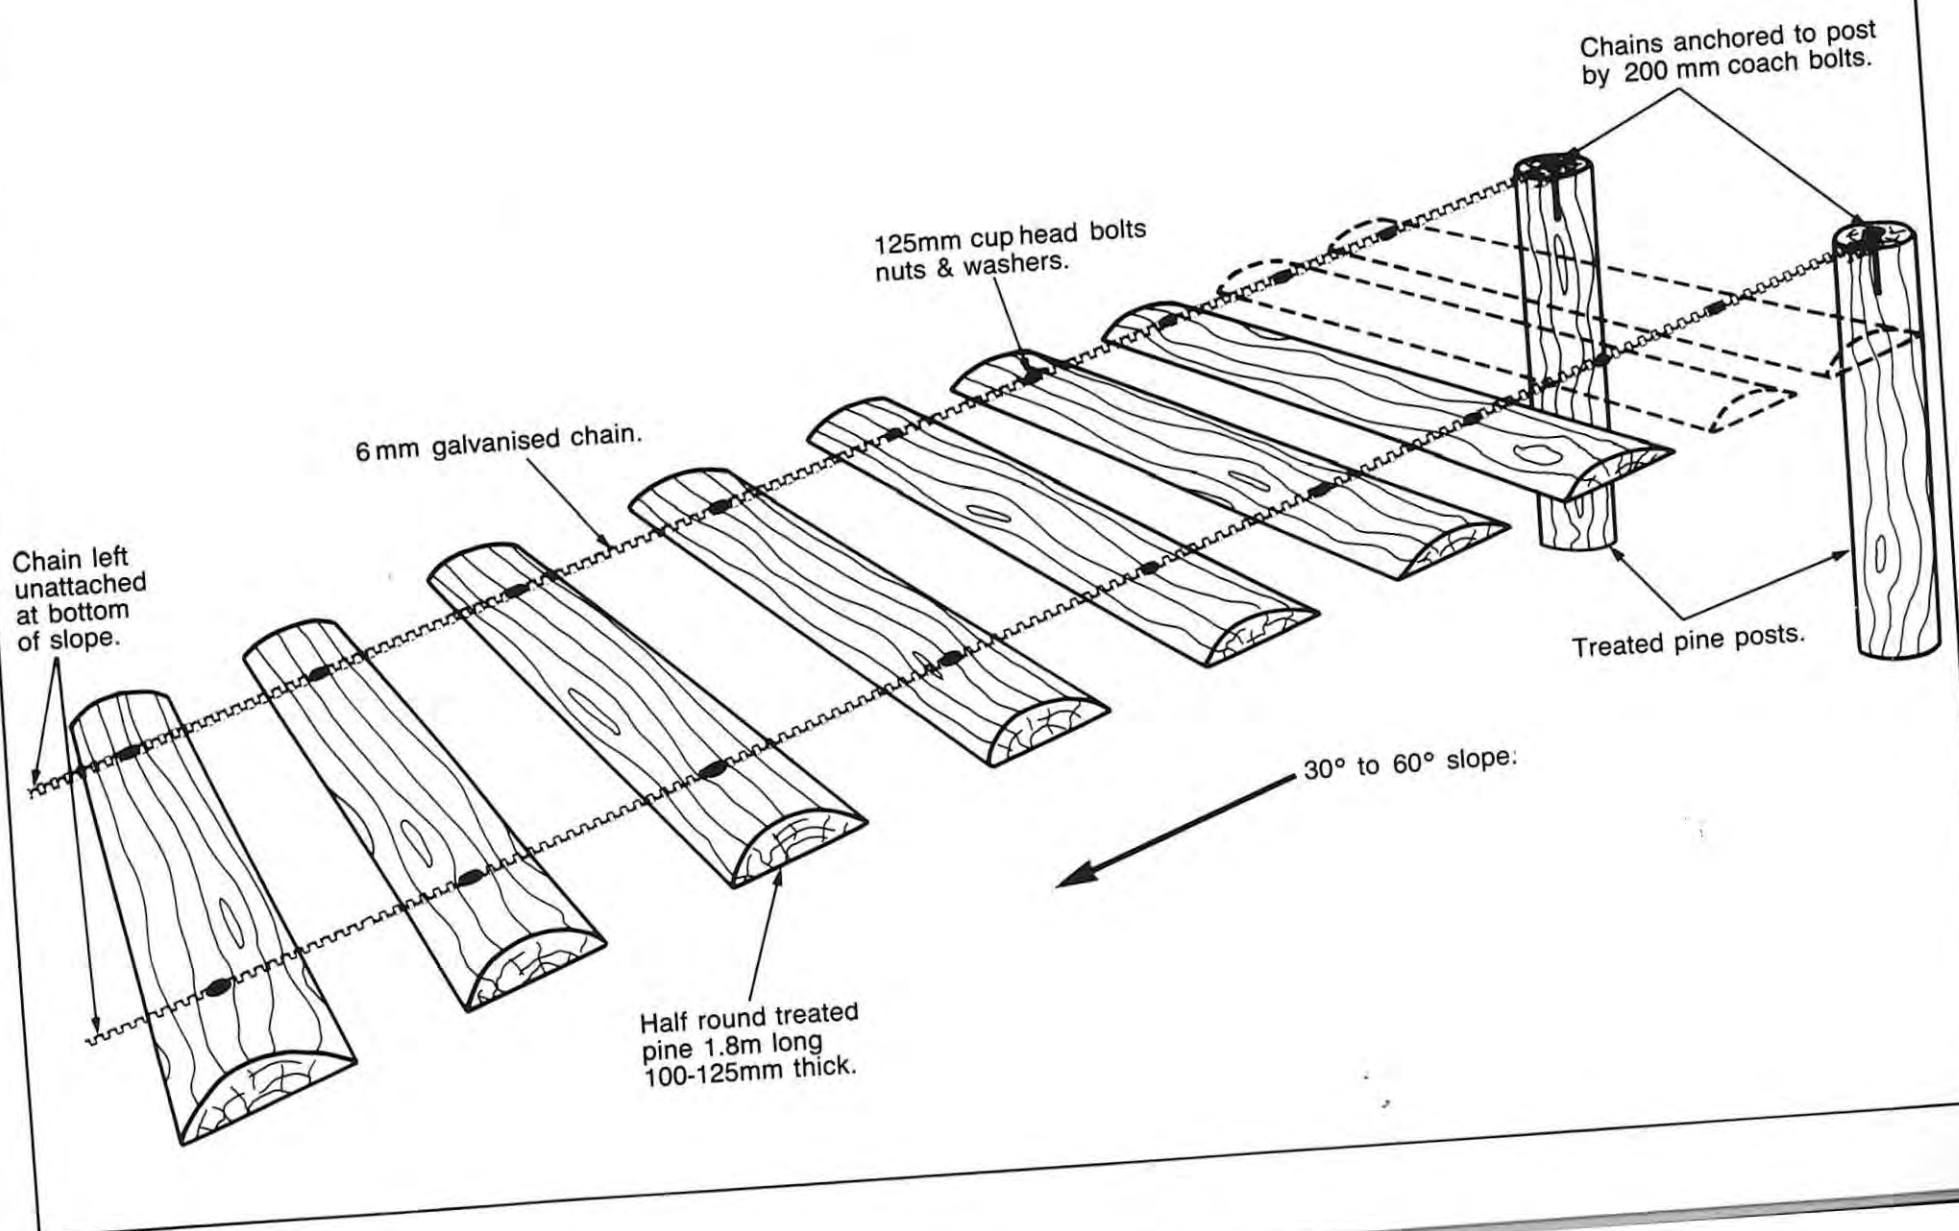 Chains anchored to post
by 200 mm coach bolts.
125mm cup head bolts
nuts & washers.
6 mm galvanised chain.
Chain left
unattached
at bottom
of slope.
Treated pine posts.
30° to 60° slope:
Half round treated
pine 1.8m long
100-125mm thick.